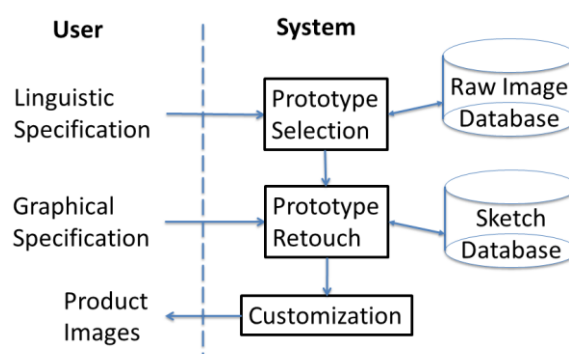 User
System
Linguistic
Specification
Prototype
Selection
Raw Image
Database
Graphical
Specification
Prototype
Retouch
Sketch
Database
Product
Images
Customization